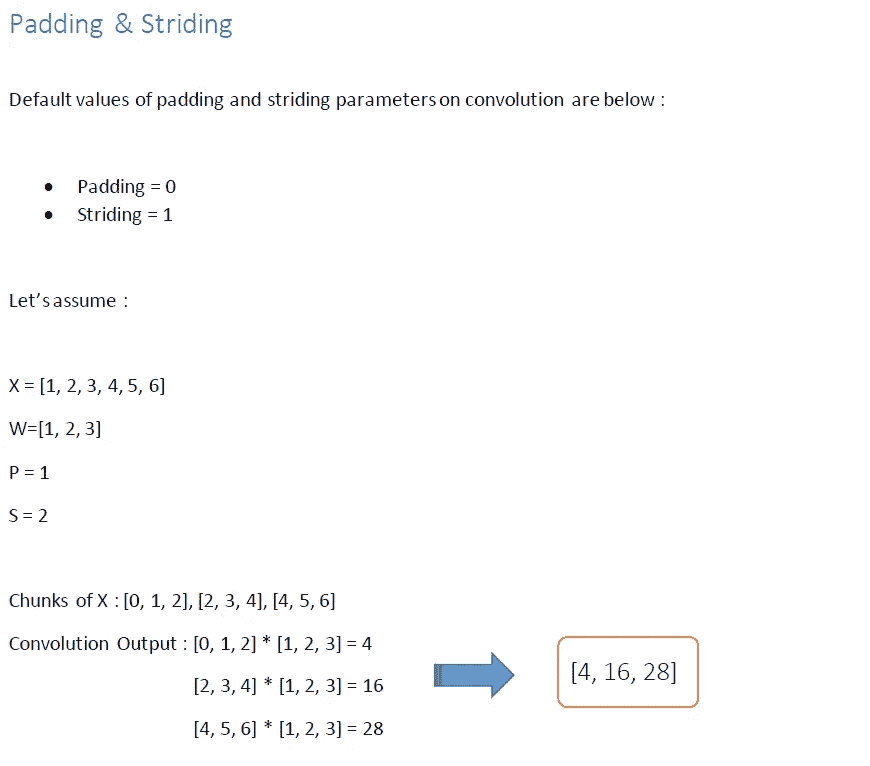 Padding & Striding
Default values of padding and striding parameters on convolution are below :
• Padding = 0
• Striding = 1
Let's assume :
X = [1, 2, 3, 4, 5, 6]
W=[1, 2, 3]
P = 1
S = 2
Chunks of X : [0, 1, 2], [2, 3, 4], [4, 5, 6]
Convolution Output : [0, 1, 2] * [1, 2, 3] = 4
[2, 3, 4] * [1, 2, 3] = 16
[4, 5, 6] * [1, 2, 3] = 28
[4, 16, 28]